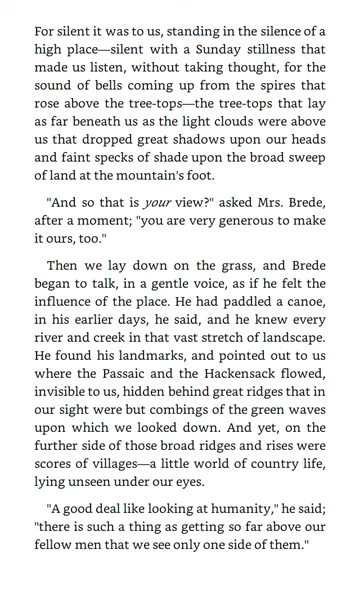 For silent it was to us, standing in the silence of a
high place—silent with a Sunday stillness that
made us listen, without taking thought, for the
sound of bells coming up from the spires that
rose above the tree-tops—the tree-tops that lay
as far beneath us as the light clouds were above
us that dropped great shadows upon our heads
and faint specks of shade upon the broad sweep
of land at the mountain's foot.
"And so that is your view?" asked Mrs. Brede,
after a moment; "you are very generous to make
it ours, too."
Then we lay down on the grass, and Brede
began to talk, in a gentle voice, as if he felt the
influence of the place. He had paddled a canoe,
in his earlier days, he said, and he knew every
river and creek in that vast stretch of landscape.
He found his landmarks, and pointed out to us
where the Passaic and the Hackensack flowed,
invisible to us, hidden behind great ridges that in
our sight were but combings of the green waves
upon which we looked down. And yet, on the
further side of those broad ridges and rises were
scores of villages—a little world of country life,
lying unseen under our eyes.
"A good deal like looking at humanity," he said;
"there is such a thing as getting so far above our
fellow men that we see only one side of them."